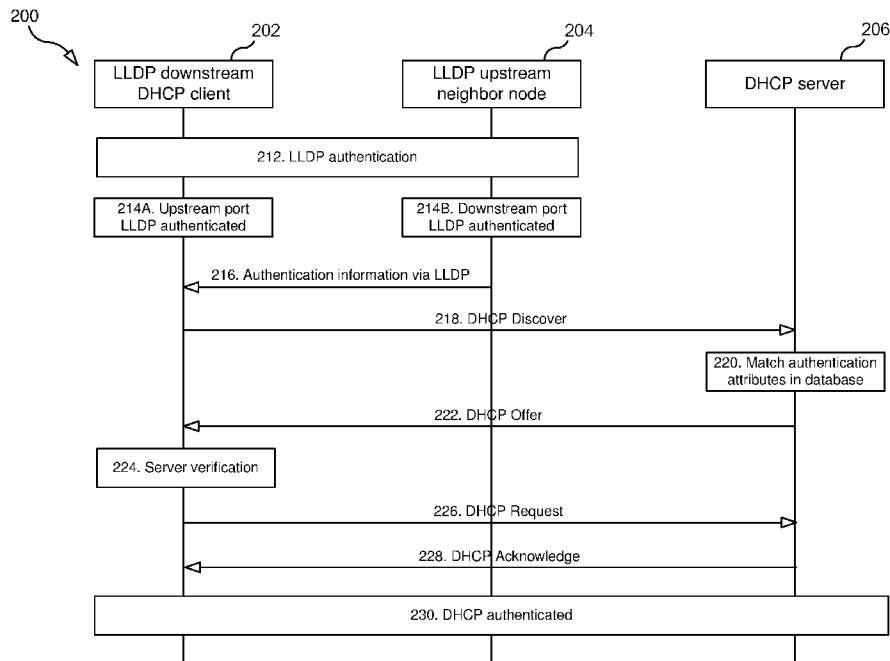 200
202
204
206
LLDP downstream
DHCP client
LLDP upstream
neighbor node
DHCP server
212. LLDP authentication
214A. Upstream port
LLDP authenticated
214B. Downstream port
LLDP authenticated
216. Authentication information via LLDP
218. DHCP Discover
220. Match authentication
attributes in database
222. DHCP Offer
224. Server verification
226. DHCP Request
228. DHCP Acknowledge
230. DHCP authenticated